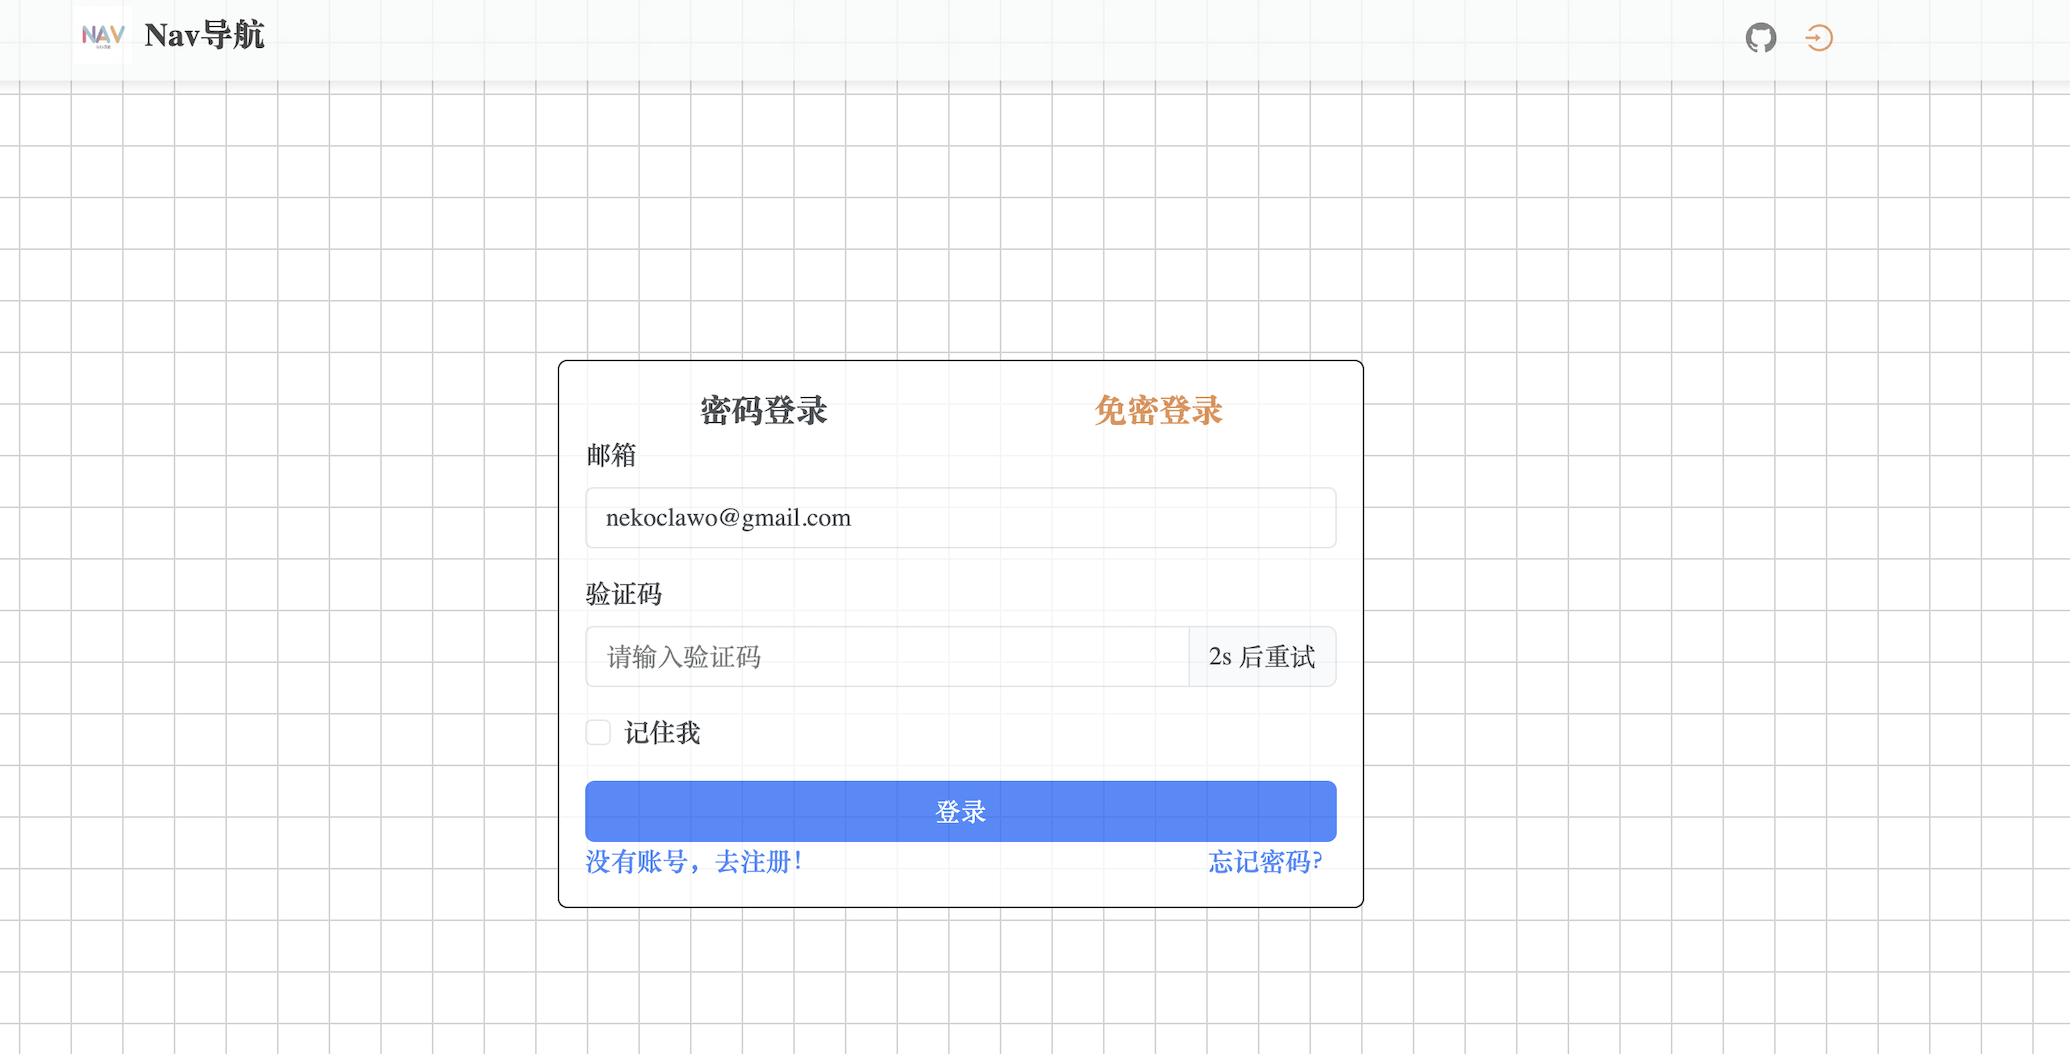 NAV
Nav导航
密码登录
免密登录
邮箱
nekoclawo@gmail.com
验证码
请输入验证码
2s 后重试
记住我
登录
没有账号，去注册！
忘记密码?